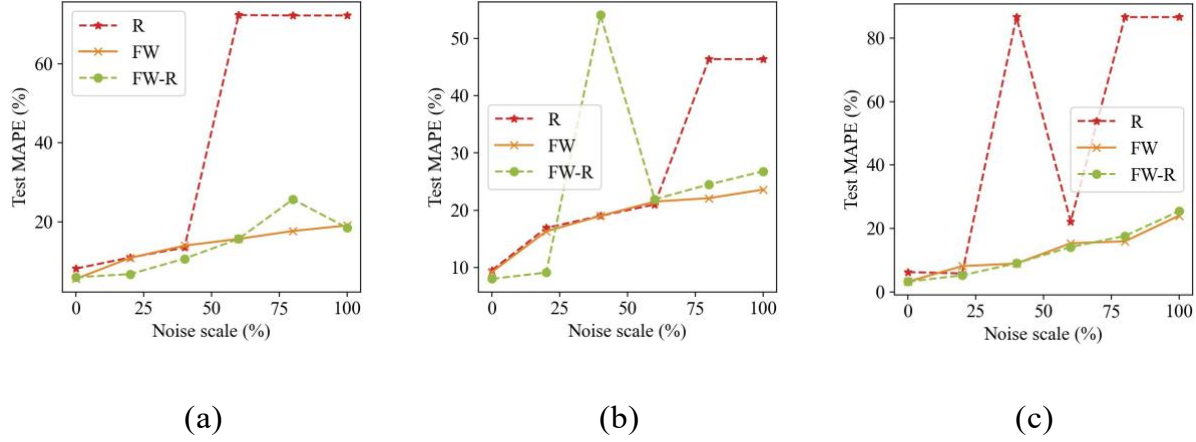 R
FW
FW-R
60
40
20
Test MAPE (%)
0 25 50 75 100
Noise scale (%)
(a)
50
40
30
20
10
Test MAPE (%)
R
FW
FW-R
0 25 50 75 100
Noise scale (%)
(b)
80
60
40
20
0
Test MAPE (%)
R
FW
FW-R
0 25 50 75 100
Noise scale (%)
(c)